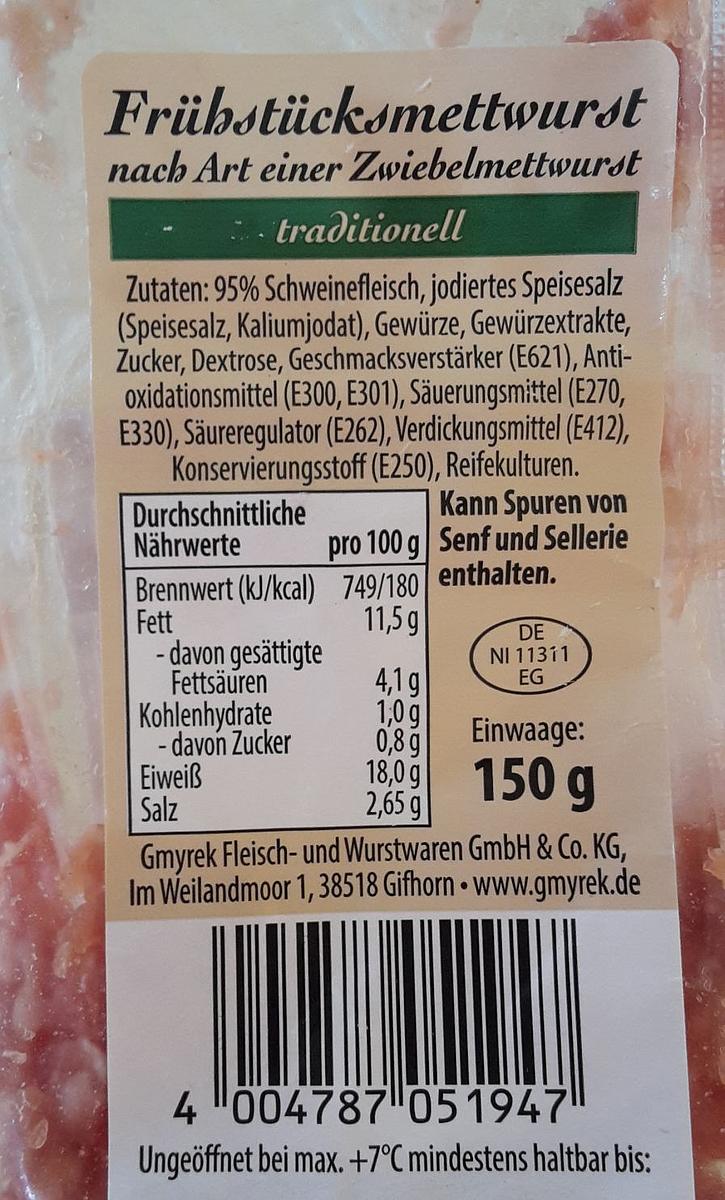 Frühstücksmettwurst
nach Art einer Zwiebelmettwurst
traditionell
Zutaten: 95% Schweinefleisch, jodiertes Speisesalz
(Speisesalz, Kaliumjodat), Gewürze, Gewürzextrakte,
Zucker, Dextrose, Geschmacksverstärker (E621), Anti-
oxidationsmittel (E300, E301), Säuerungsmittel (E270,
E330), Säureregulator (E262), Verdickungsmittel (E412),
Konservierungsstoff (E250), Reifekulturen.
Durchschnittliche
Nährwerte pro 100 g
Brennwert (kJ/kcal) 749/180
Fett 11,5 g
- davon gesättigte
Fettsäuren 4,1 g
Kohlenhydrate 1,0 g
- davon Zucker 0,8 g
Eiweiß 18,0 g
Salz 2,65 g
Kann Spuren von
Senf und Sellerie
enthalten.
DE
NI 11311
EG
Einwaage:
150 g
Gmyrek Fleisch- und Wurstwaren GmbH & Co. KG,
Im Weilandmoor 1, 38518 Gifhorn • www.gmyrek.de
4 004787 051947
Ungeöffnet bei max. +7°C mindestens haltbar bis: